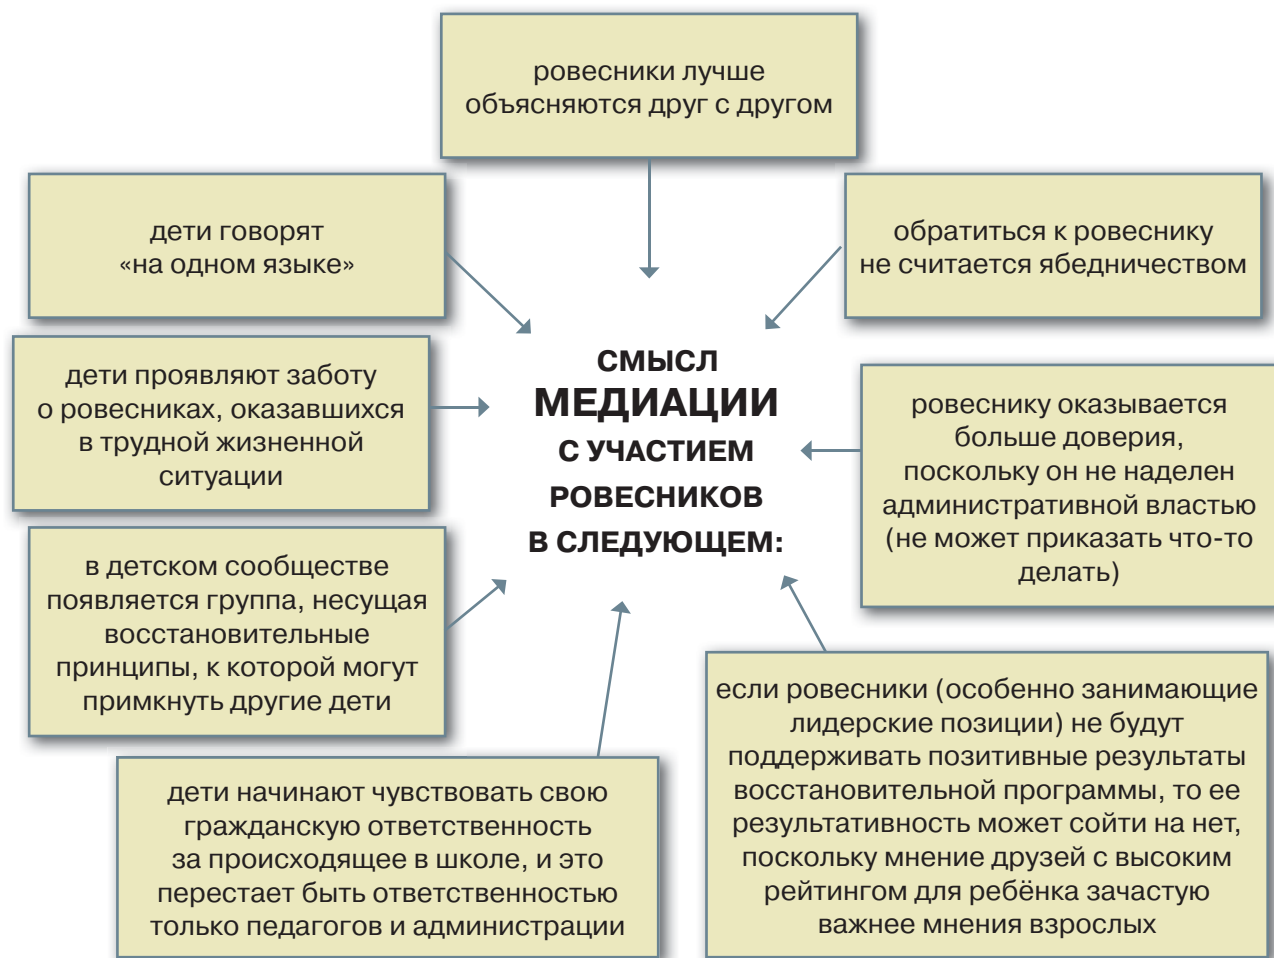 ровесники лучше
объясняются друг с другом
дети говорят
«на одном языке»
обратиться к ровеснику
не считается ябедничеством
СМЫСЛ
МЕДИАЦИИ
С УЧАСТИЕМ
РОВЕСНИКОВ
В СЛЕДУЮЩЕМ:
дети проявляют заботу
о ровесниках, оказавшихся
в трудной жизненной
ситуации
ровеснику оказывается
больше доверия,
поскольку он не наделен
административной властью
(не может приказать что-то
делать)
в детском сообществе
появляется группа, несущая
восстановительные
принципы, к которой могут
примкнуть другие дети
если ровесники (особенно занимающие
лидерские позиции) не будут
поддерживать позитивные результаты
восстановительной программы, то ее
результативность может сойти на нет,
поскольку мнение друзей с высоким
рейтингом для ребёнка зачастую
важнее мнения взрослых
дети начинают чувствовать свою
гражданскую ответственность
за происходящее в школе, и это
перестает быть ответственностью
только педагогов и администрации